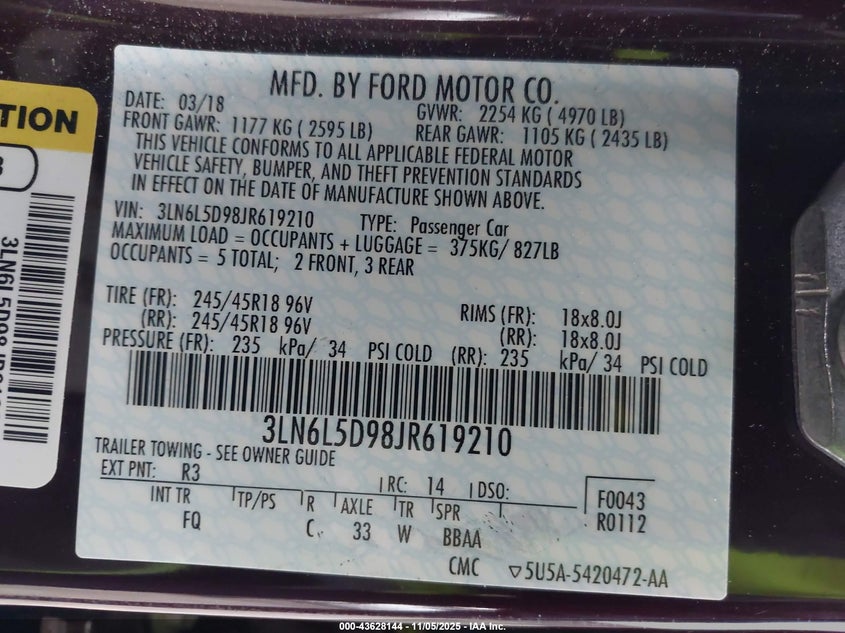 MFD. BY FORD MOTOR CO.
DATE: 03/18 GVWR: 2254 KG ( 4970 LB)
FRONT GAWR: 1177 KG ( 2595 LB) REAR GAWR: 1105 KG ( 2435 LB)
THIS VEHICLE CONFORMS TO ALL APPLICABLE FEDERAL MOTOR
VEHICLE SAFETY, BUMPER, AND THEFT PREVENTION STANDARDS
IN EFFECT ON THE DATE OF MANUFACTURE SHOWN ABOVE.
VIN: 3LN6L5D98JR619210 TYPE: Passenger Car
MAXIMUM LOAD = OCCUPANTS + LUGGAGE = 375KG/ 827LB
OCCUPANTS = 5 TOTAL; 2 FRONT, 3 REAR
TIRE (FR): 245/45R18 96V RIMS (FR): 18x8.0J
(RR): 245/45R18 96V (RR): 18x8.0J
PRESSURE (FR): 235 kPa/ 34 PSI COLD (RR): 235 kPa/ 34 PSI COLD
3LN6L5D98JR619210
TRAILER TOWING - SEE OWNER GUIDE
EXT PNT: R3 RC: 14 DSO: F0043
INT TR TP/PS R AXLE TR SPR R0112
FQ C 33 W BBAA
CMC ▽5U5A-5420472-AA
TION
3LN6L5D98
000-43628144 - 11/05/2025 - IAA Inc.